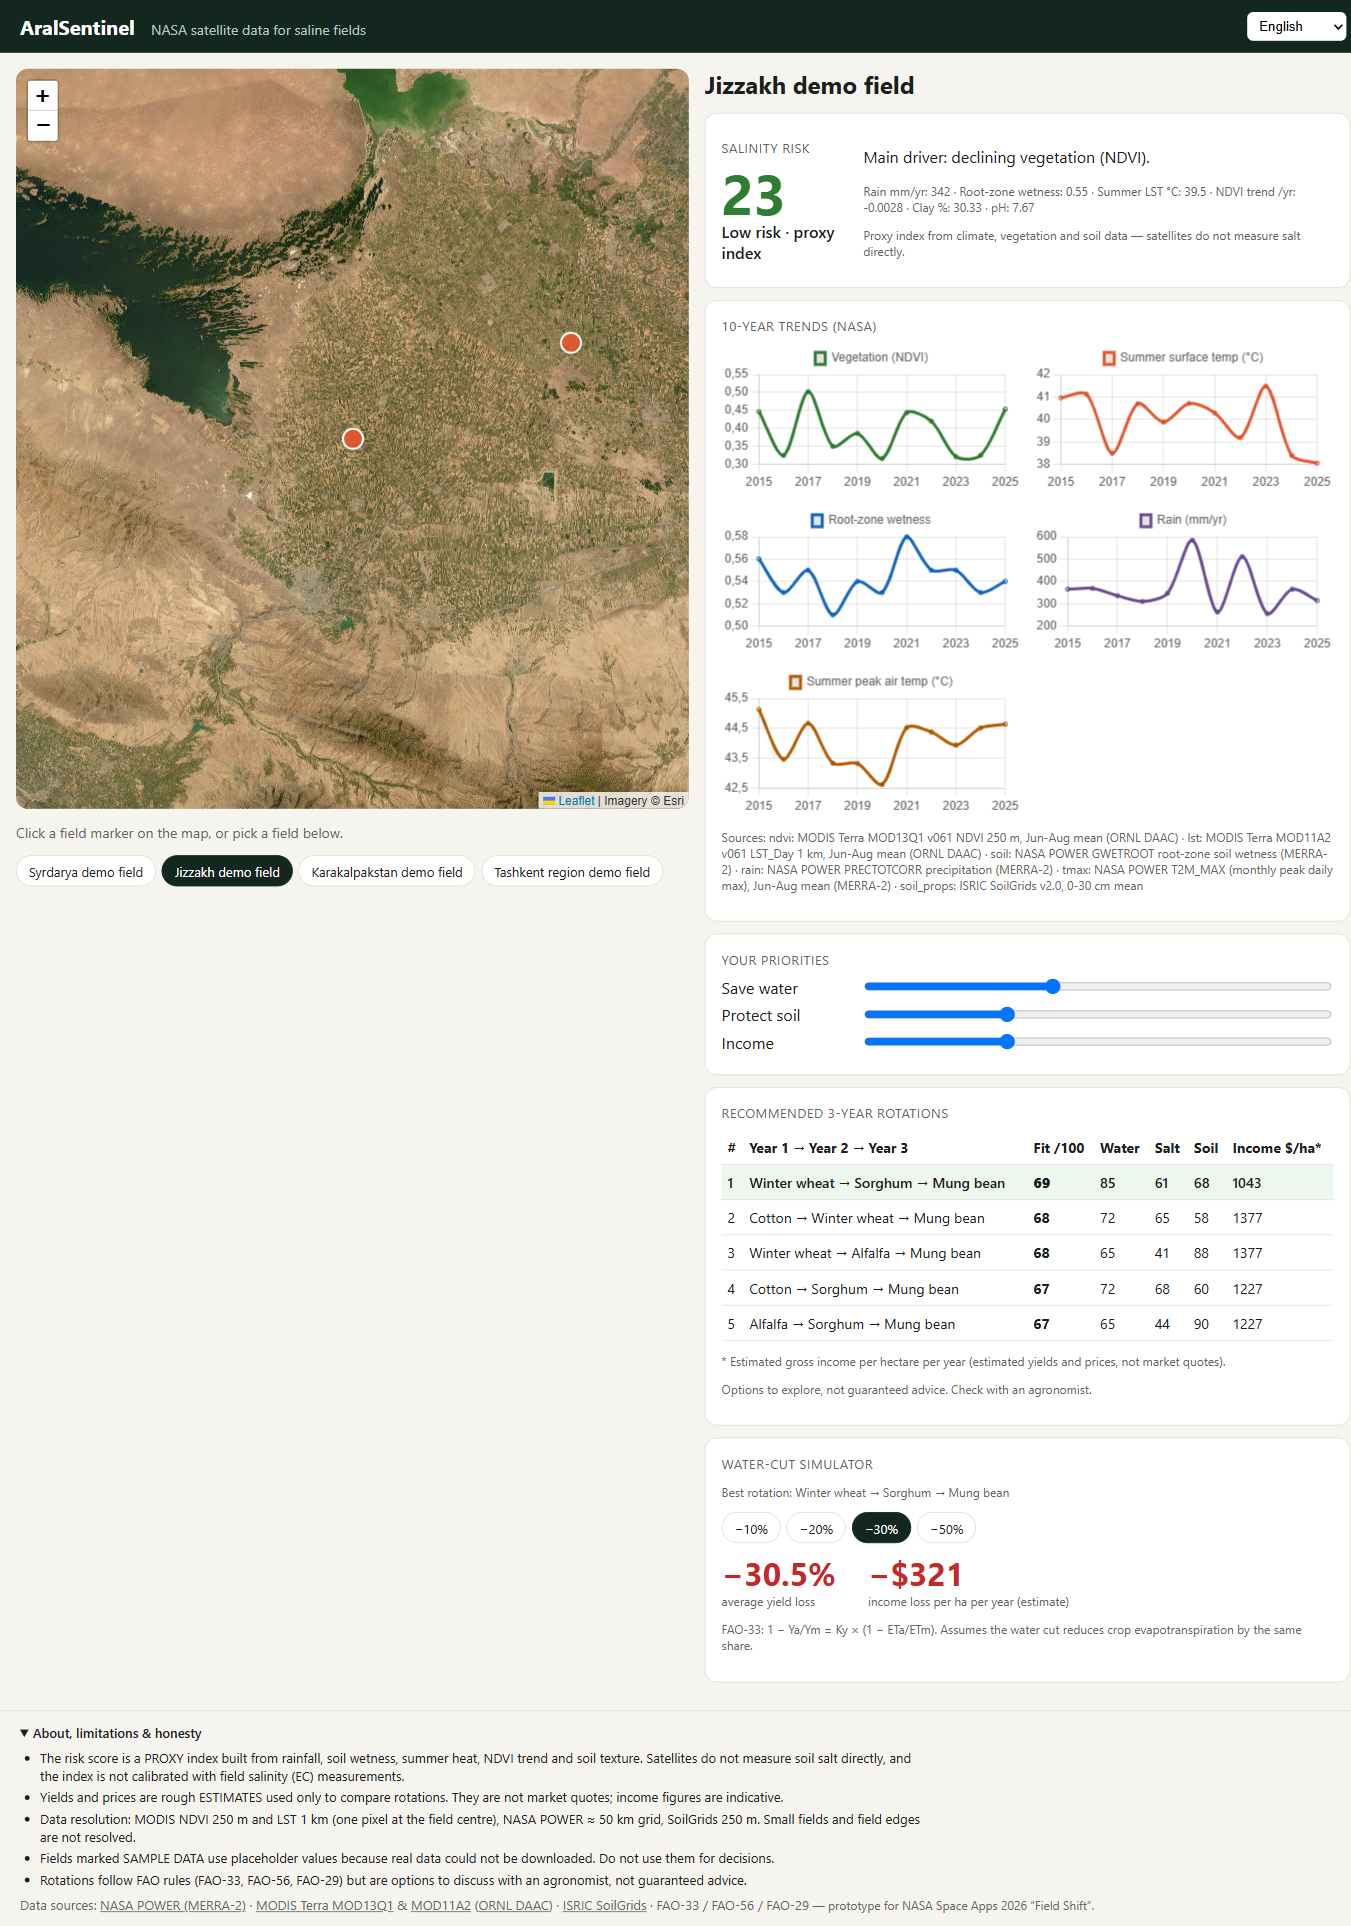 AralSentinel NASA satellite data for saline fields English
+
−
Leaflet | Imagery © Esri
Click a field marker on the map, or pick a field below.
Syrdarya demo field Jizzakh demo field Karakalpakstan demo field Tashkent region demo field
Jizzakh demo field
SALINITY RISK
23
Low risk · proxy
index
Main driver: declining vegetation (NDVI).
Rain mm/yr: 342 · Root-zone wetness: 0.55 · Summer LST °C: 39.5 · NDVI trend /yr:
-0.0028 · Clay %: 30.33 · pH: 7.67
Proxy index from climate, vegetation and soil data — satellites do not measure salt
directly.
10-YEAR TRENDS (NASA)
Vegetation (NDVI)
0,55
0,50
0,45
0,40
0,35
0,30
2015 2017 2019 2021 2023 2025
Summer surface temp (°C)
42
41
40
39
38
2015 2017 2019 2021 2023 2025
Root-zone wetness
0,58
0,56
0,54
0,52
0,50
2015 2017 2019 2021 2023 2025
Rain (mm/yr)
600
500
400
300
200
2015 2017 2019 2021 2023 2025
Summer peak air temp (°C)
45,5
44,5
43,5
42,5
2015 2017 2019 2021 2023 2025
Sources: ndvi: MODIS Terra MOD13Q1 v061 NDVI 250 m, Jun-Aug mean (ORNL DAAC) · lst: MODIS Terra MOD11A2
v061 LST_Day 1 km, Jun-Aug mean (ORNL DAAC) · soil: NASA POWER GWETROOT root-zone soil wetness (MERRA-
2) · rain: NASA POWER PRECTOTCORR precipitation (MERRA-2) · tmax: NASA POWER T2M_MAX (monthly peak daily
max), Jun-Aug mean (MERRA-2) · soil_props: ISRIC SoilGrids v2.0, 0-30 cm mean
YOUR PRIORITIES
Save water
Protect soil
Income
RECOMMENDED 3-YEAR ROTATIONS
# Year 1 → Year 2 → Year 3 Fit /100 Water Salt Soil Income $/ha*
1 Winter wheat → Sorghum → Mung bean 69 85 61 68 1043
2 Cotton → Winter wheat → Mung bean 68 72 65 58 1377
3 Winter wheat → Alfalfa → Mung bean 68 65 41 88 1377
4 Cotton → Sorghum → Mung bean 67 72 68 60 1227
5 Alfalfa → Sorghum → Mung bean 67 65 44 90 1227
* Estimated gross income per hectare per year (estimated yields and prices, not market quotes).
Options to explore, not guaranteed advice. Check with an agronomist.
WATER-CUT SIMULATOR
Best rotation: Winter wheat → Sorghum → Mung bean
−10% −20% −30% −50%
−30.5% −$321
average yield loss income loss per ha per year (estimate)
FAO-33: 1 − Ya/Ym = Ky × (1 − ETa/ETm). Assumes the water cut reduces crop evapotranspiration by the same
share.
▼ About, limitations & honesty
• The risk score is a PROXY index built from rainfall, soil wetness, summer heat, NDVI trend and soil texture. Satellites do not measure soil salt directly, and
the index is not calibrated with field salinity (EC) measurements.
• Yields and prices are rough ESTIMATES used only to compare rotations. They are not market quotes; income figures are indicative.
• Data resolution: MODIS NDVI 250 m and LST 1 km (one pixel at the field centre), NASA POWER ≈ 50 km grid, SoilGrids 250 m. Small fields and field edges
are not resolved.
• Fields marked SAMPLE DATA use placeholder values because real data could not be downloaded. Do not use them for decisions.
• Rotations follow FAO rules (FAO-33, FAO-56, FAO-29) but are options to discuss with an agronomist, not guaranteed advice.
Data sources: NASA POWER (MERRA-2) · MODIS Terra MOD13Q1 & MOD11A2 (ORNL DAAC) · ISRIC SoilGrids · FAO-33 / FAO-56 / FAO-29 — prototype for NASA Space Apps 2026 “Field Shift”.